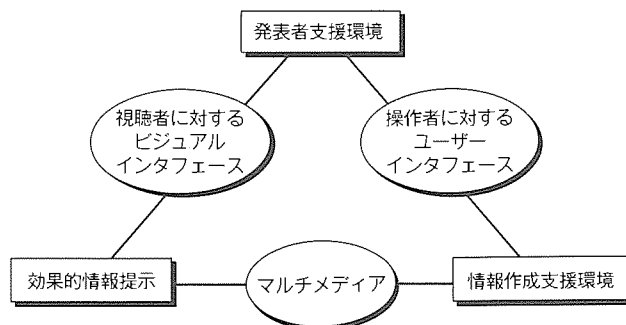 発表者支援環境
視聴者に対する
ビジュアル
インタフェース
操作者に対する
ユーザー
インタフェース
効果的情報提示
マルチメディア
情報作成支援環境